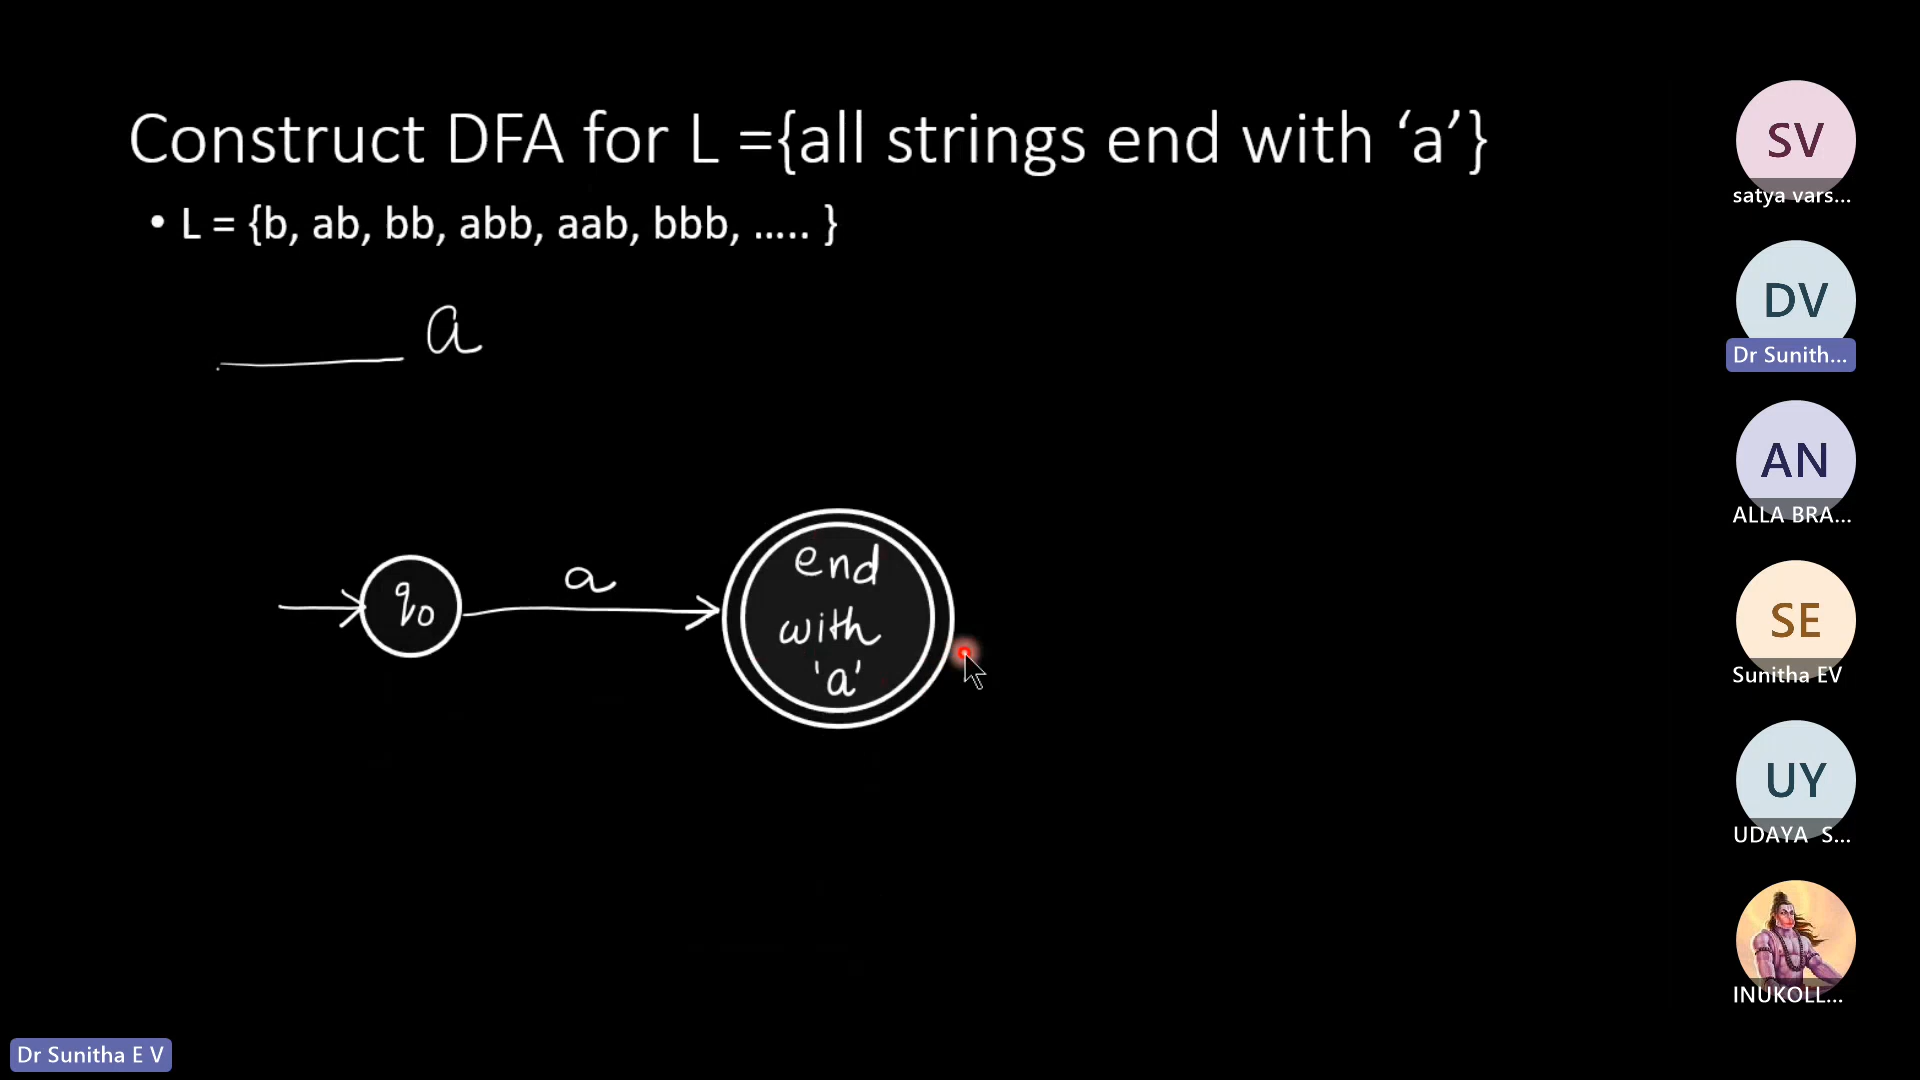 Construct DFA for L ={all strings end with ‘a’}
• L = {b, ab, bb, abb, aab, bbb, ..... }
a
q0
a
end
with
'a'
SV
satya vars...
DV
Dr Sunith...
AN
ALLA BRA...
SE
Sunitha EV
UY
UDAYA S...
INUKOLL...
Dr Sunitha E V